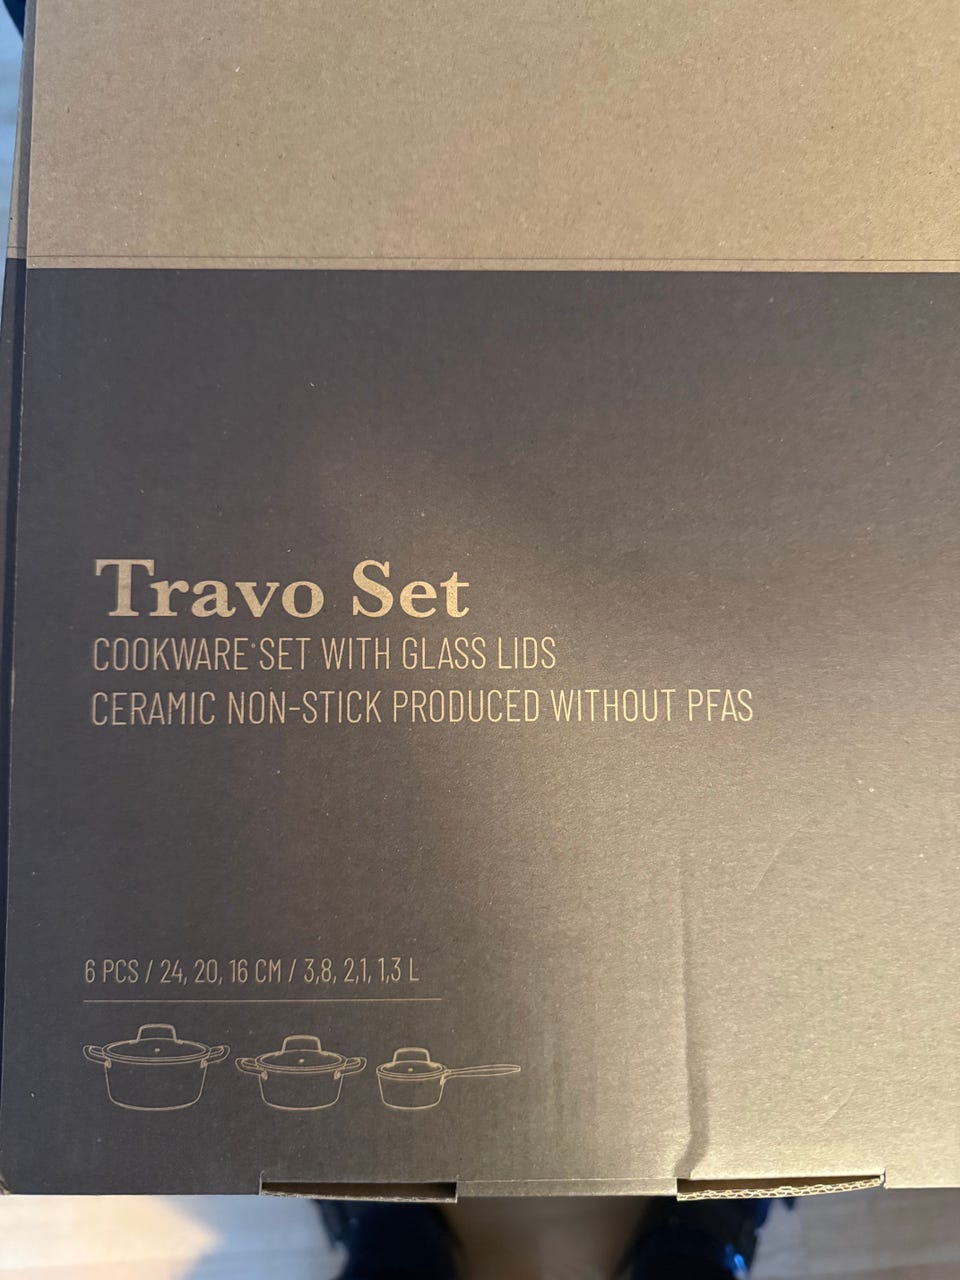 Travo Set
COOKWARE SET WITH GLASS LIDS
CERAMIC NON-STICK PRODUCED WITHOUT PFAS
6 PCS / 24, 20, 16 CM / 3,8, 2,1, 1,3 L